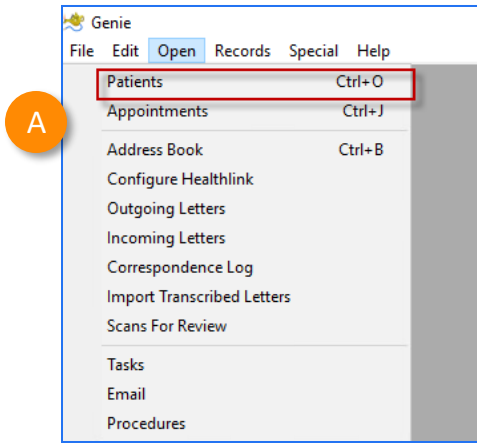 Genie
File Edit Open Records Special Help
Patients Ctrl+O
A
Appointments Ctrl+J
Address Book Ctrl+B
Configure Healthlink
Outgoing Letters
Incoming Letters
Correspondence Log
Import Transcribed Letters
Scans For Review
Tasks
Email
Procedures